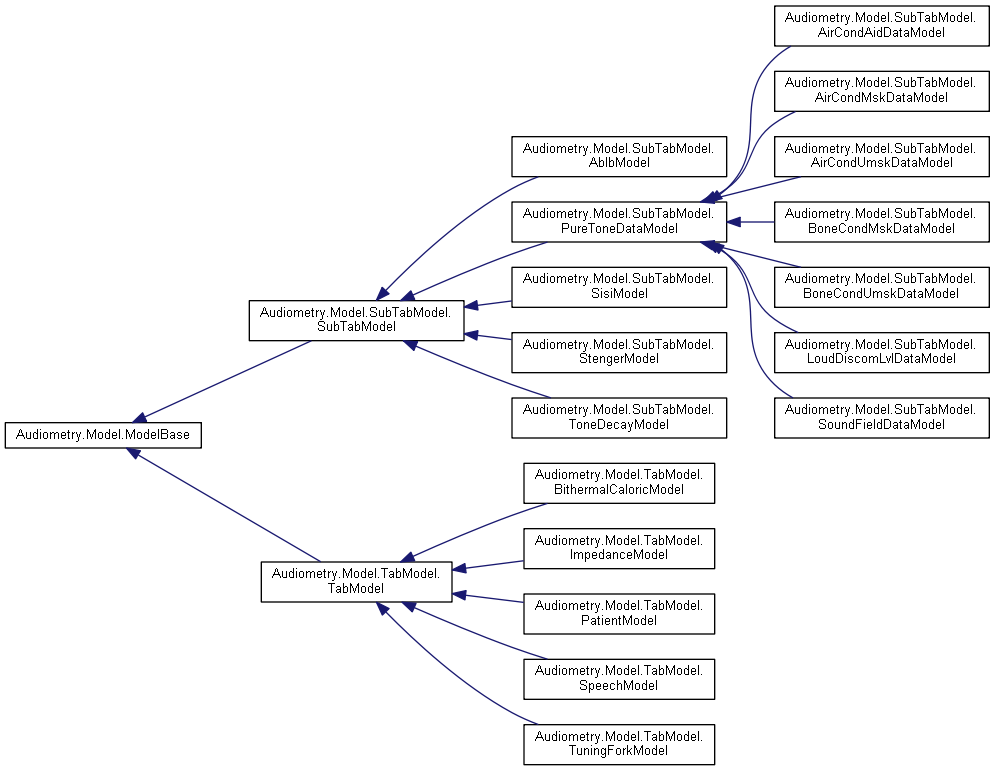 Audiometry.Model.SubTabModel.
AirCondAidDataModel
Audiometry.Model.SubTabModel.
AirCondMskDataModel
Audiometry.Model.SubTabModel.
AblbModel
Audiometry.Model.SubTabModel.
AirCondUmskDataModel
Audiometry.Model.SubTabModel.
PureToneDataModel
Audiometry.Model.SubTabModel.
BoneCondMskDataModel
Audiometry.Model.SubTabModel.
SisiModel
Audiometry.Model.SubTabModel.
BoneCondUmskDataModel
Audiometry.Model.SubTabModel.
SubTabModel
Audiometry.Model.SubTabModel.
StengerModel
Audiometry.Model.SubTabModel.
LoudDiscomLvlDataModel
Audiometry.Model.SubTabModel.
ToneDecayModel
Audiometry.Model.SubTabModel.
SoundFieldDataModel
Audiometry.Model.ModelBase
Audiometry.Model.TabModel.
BithermalCaloricModel
Audiometry.Model.TabModel.
ImpedanceModel
Audiometry.Model.TabModel.
TabModel
Audiometry.Model.TabModel.
PatientModel
Audiometry.Model.TabModel.
SpeechModel
Audiometry.Model.TabModel.
TuningForkModel